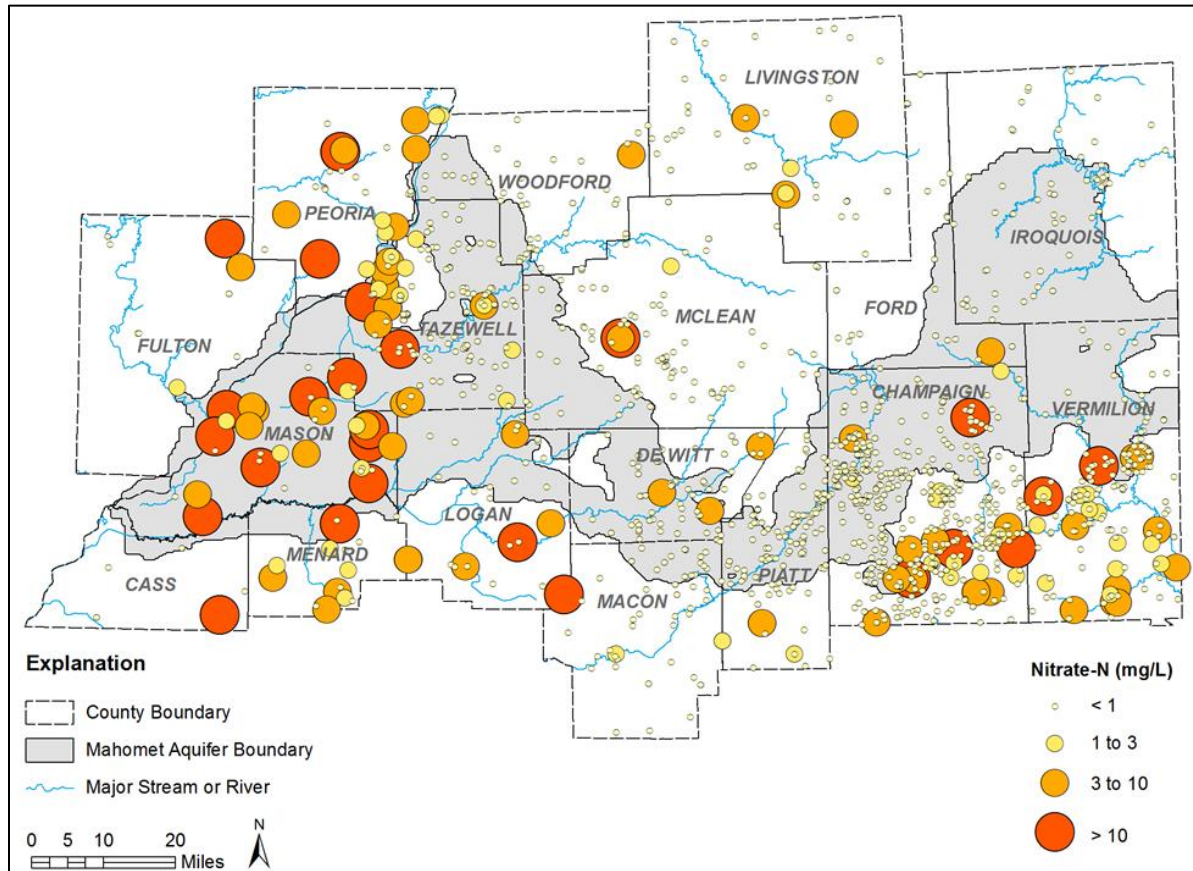 LIVINGSTON
WOODFORD
PEORIA
IROQUOIS
FORD
MCLEAN
TAZEWELL
FULTON
CHAMPAIGN
VERMILION
MASON
DE WITT
LOGAN
MENARD
PIATT
CASS
MACON
Explanation
County Boundary
Mahomet Aquifer Boundary
Major Stream or River
0 5 10 20
Miles
N
Nitrate-N (mg/L)
< 1
1 to 3
3 to 10
> 10